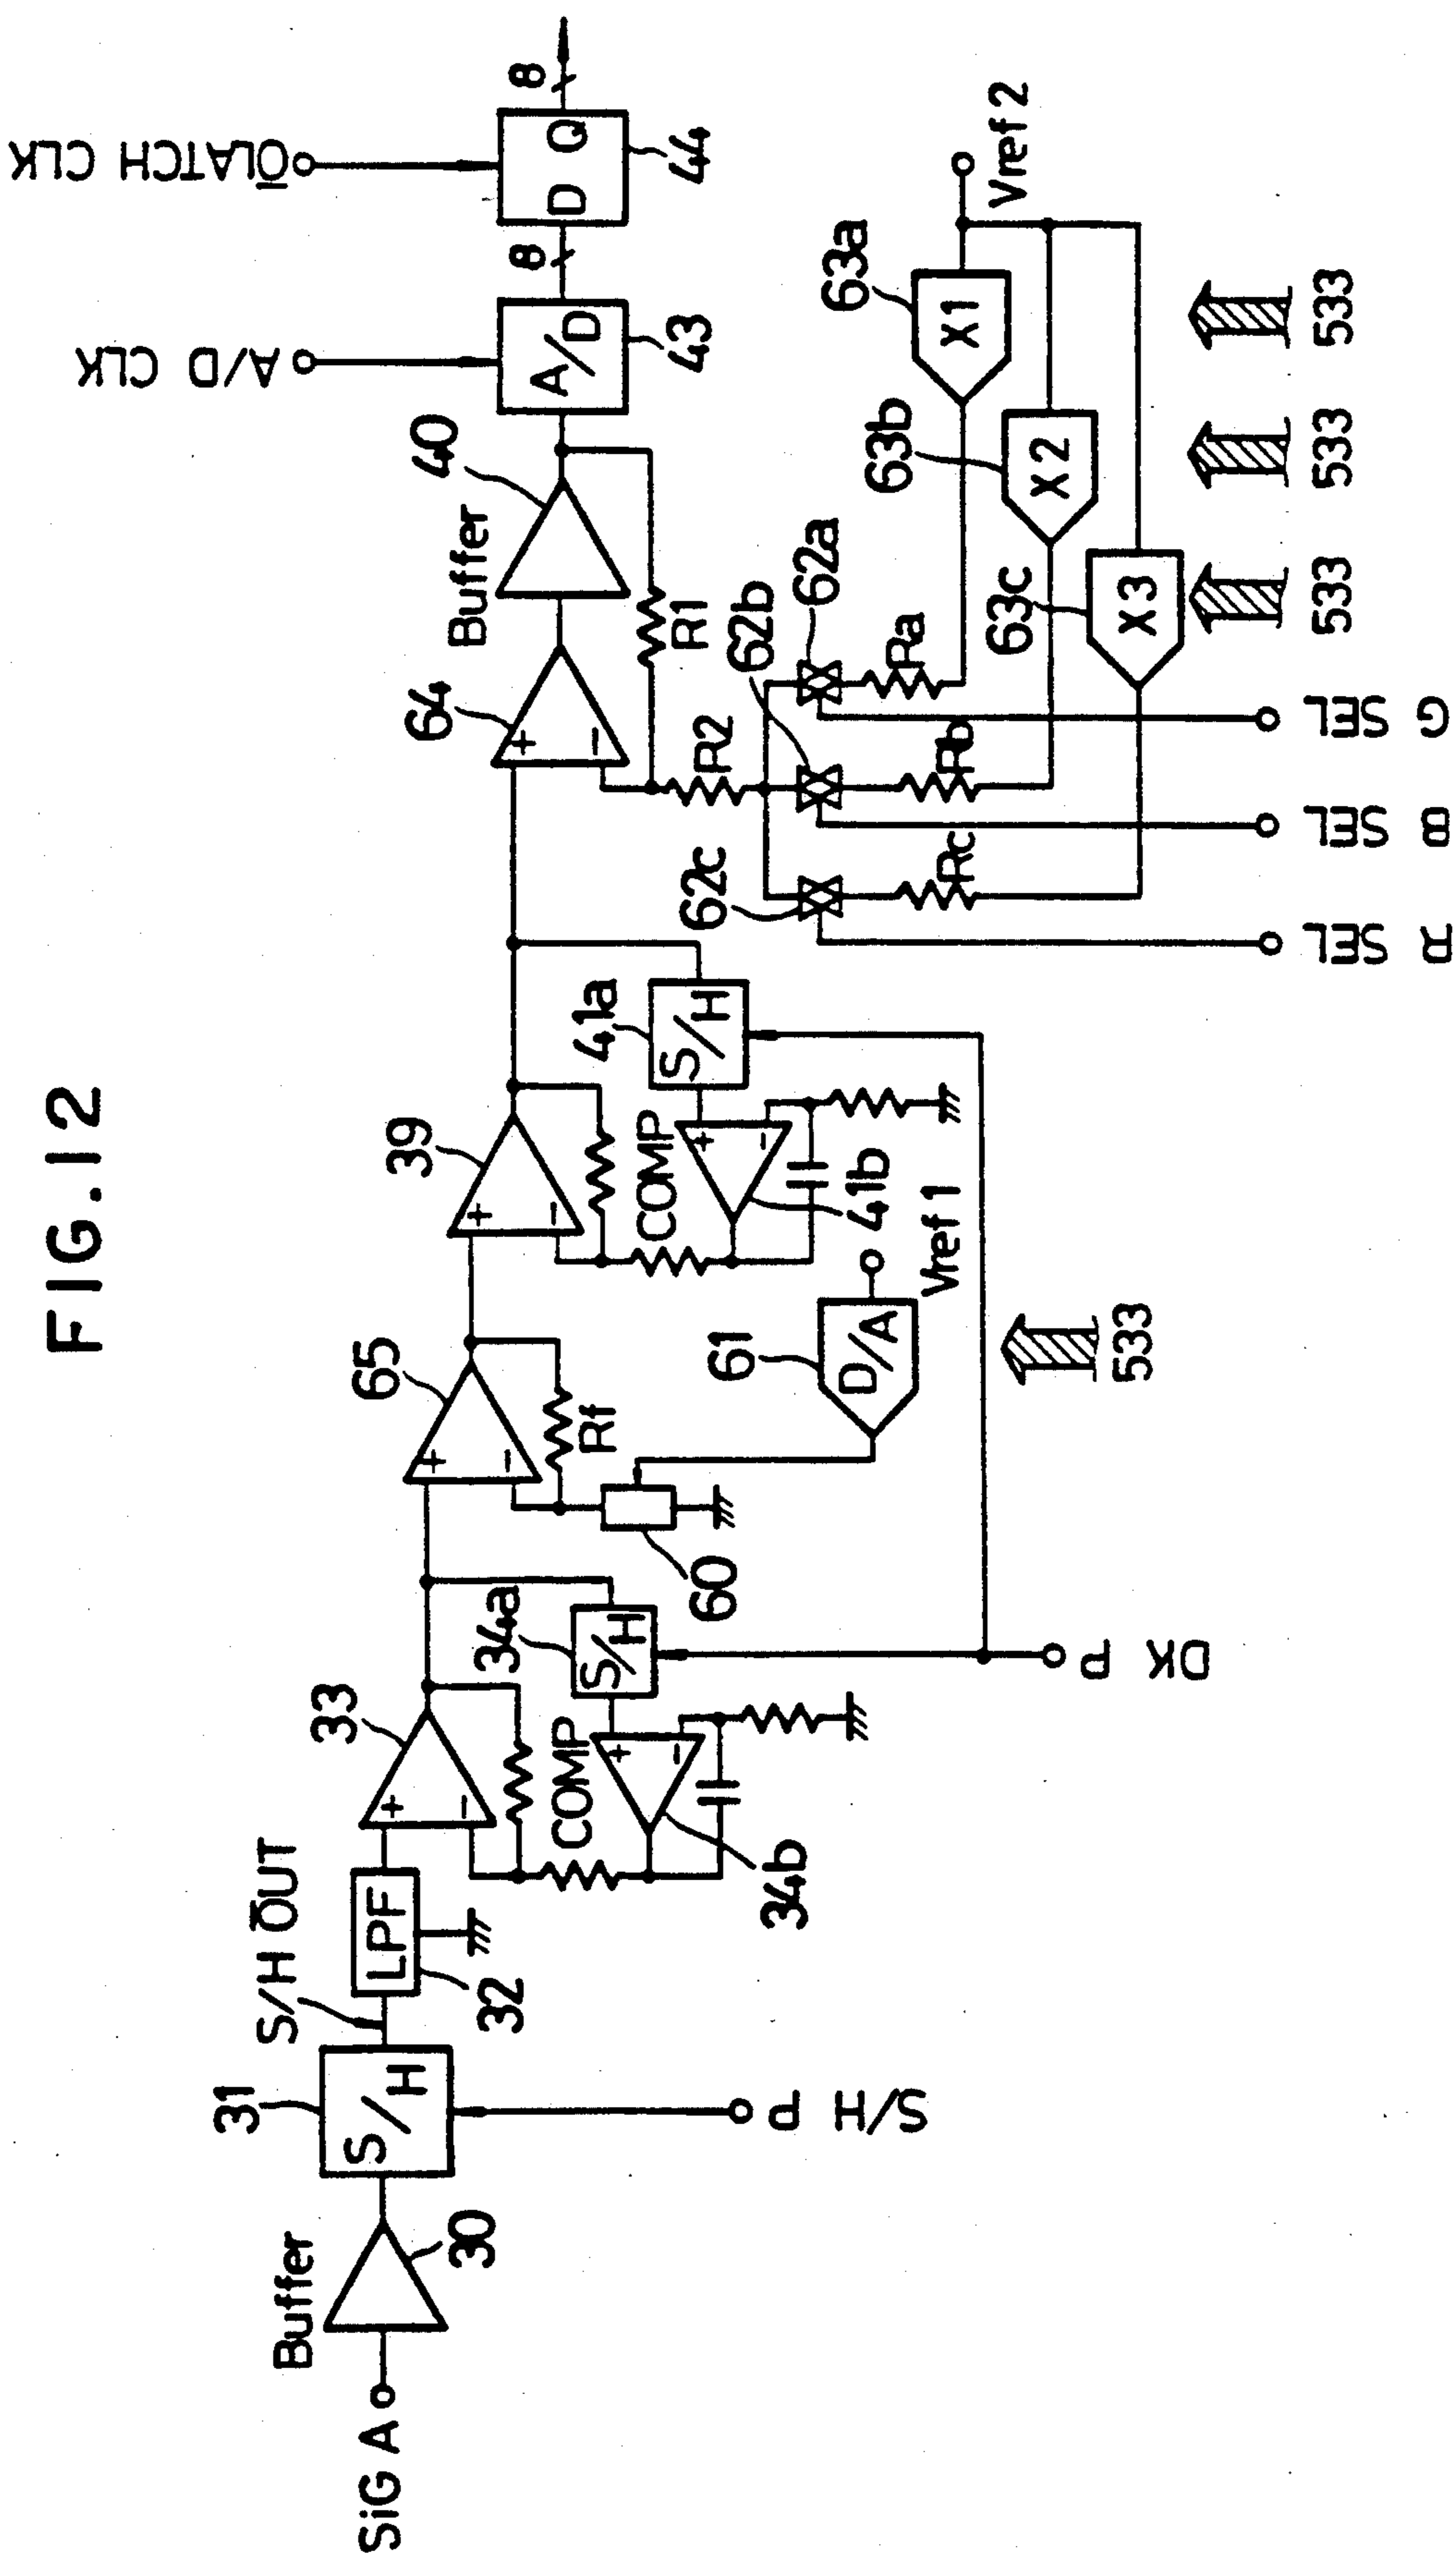 FIG.12
SiG A
Buffer
30
31
S/H
S/H P
S/H OUT
LPF
32
33
+
-
COMP
34a
S/H
+
-
34b
DK P
65
+
-
Rf
60
61
D/A
Vref 1
533
39
+
-
COMP
41a
S/H
+
-
41b
64
+
-
Buffer
40
R1
R2
A/D CLK
A/D
43
8
OLATCH CLK
D Q
44
8
62a
62b
62c
Ra
Rb
Rc
R SEL
B SEL
G SEL
63a
X1
63b
X2
63c
X3
Vref 2
533
533
533